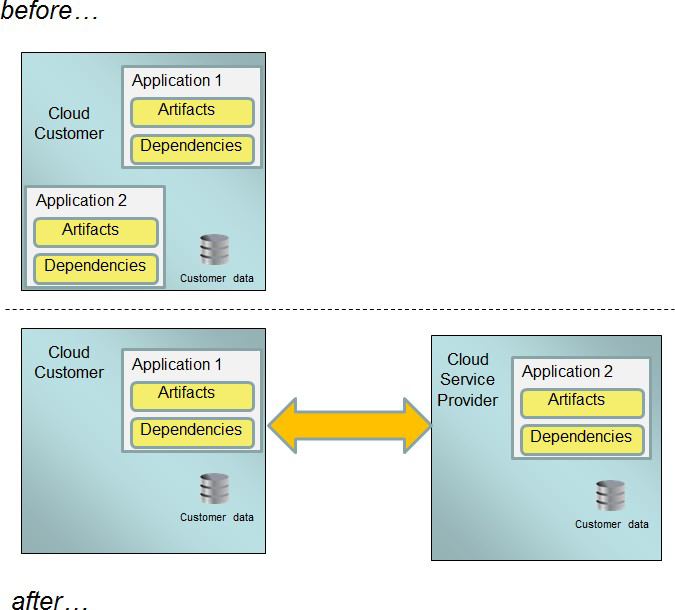 before…
Cloud
Customer
Application 1
Artifacts
Dependencies
Application 2
Artifacts
Dependencies
Customer data
Cloud
Customer
Application 1
Artifacts
Dependencies
Customer data
Cloud
Service
Provider
Application 2
Artifacts
Dependencies
Customer data
after…